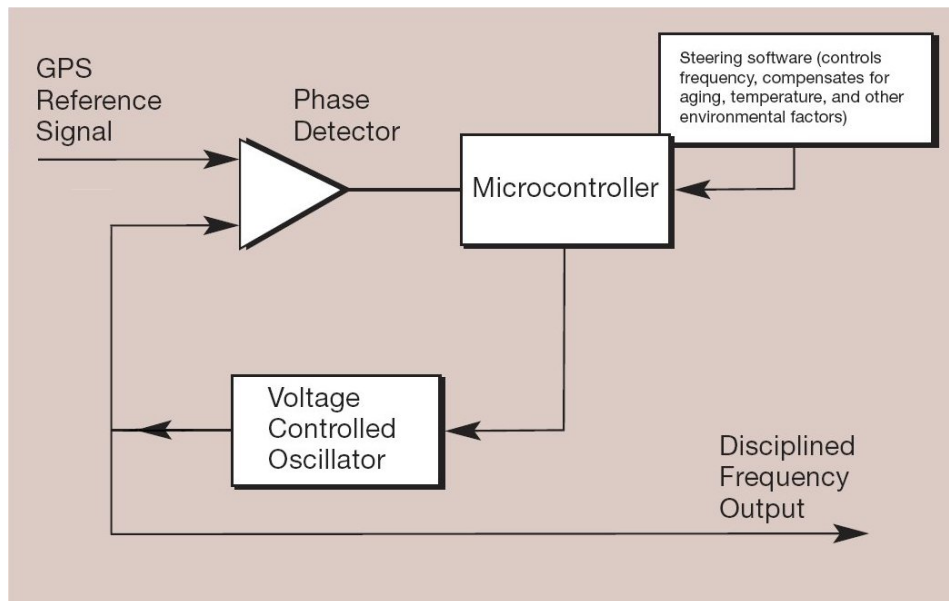 GPS
Reference
Signal
Phase
Detector
Steering software (controls
frequency, compensates for
aging, temperature, and other
environmental factors)
Microcontroller
Voltage
Controlled
Oscillator
Disciplined
Frequency
Output